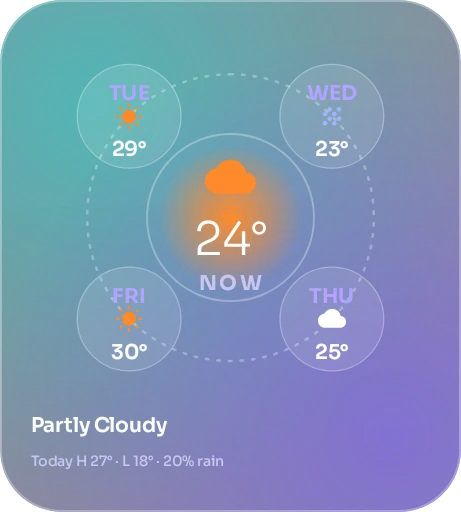 TUE
29°
WED
23°
24°
NOW
FRI
30°
THU
25°
Partly Cloudy
Today H 27° · L 18° · 20% rain